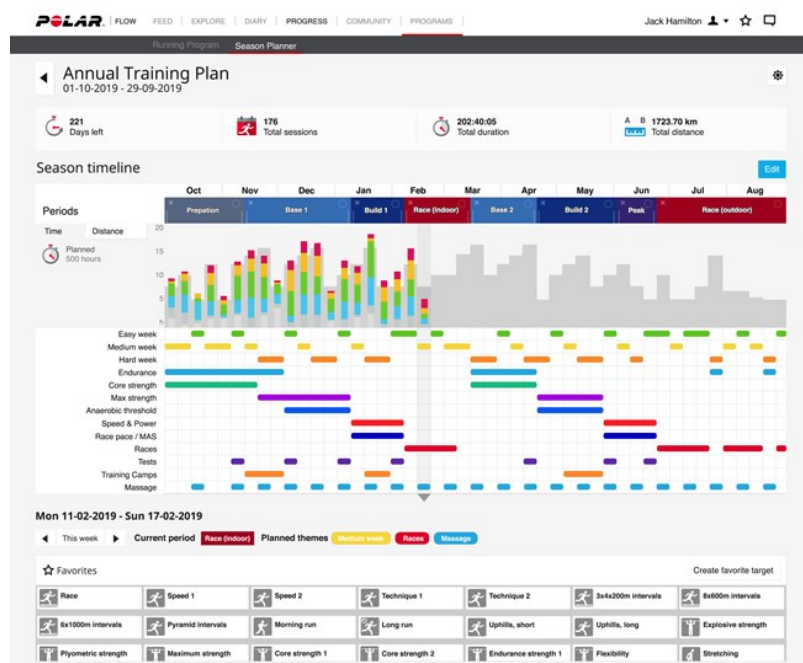 POLAR. FLOW FEED EXPLORE DIARY PROGRESS COMMUNITY PROGRAMS Jack Hamilton
Running Program Season Planner
Annual Training Plan
01-10-2019 - 29-09-2019
221 176 202:40:05 A B 1723.70 km
Days left Total sessions Total duration Total distance
Season timeline Edit
Oct Nov Dec Jan Feb Mar Apr May Jun Jul Aug
Periods Prepation Base 1 Build 1 Race (indoor) Base 2 Build 2 Peak Race (outdoor)
Time Distance 20
Planned 15
500 hours
10
5
h
Easy week
Medium week
Hard week
Endurance
Core strength
Max strength
Anaerobic threshold
Speed & Power
Race pace / MAS
Races
Tests
Training Camps
Massage
Mon 11-02-2019 - Sun 17-02-2019
This week Current period Race (Indoor) Planned themes Medium week Races Massage
Favorites Create favorite target
Race Speed 1 Speed 2 Technique 1 Technique 2 3x4x200m intervals 8x600m intervals
6x1000m intervals Pyramid intervals Morning run Long run Uphills, short Uphills, long Explosive strength
Plyometric strength Maximum strength Core strength 1 Core strength 2 Endurance strength 1 Flexibility Stretching